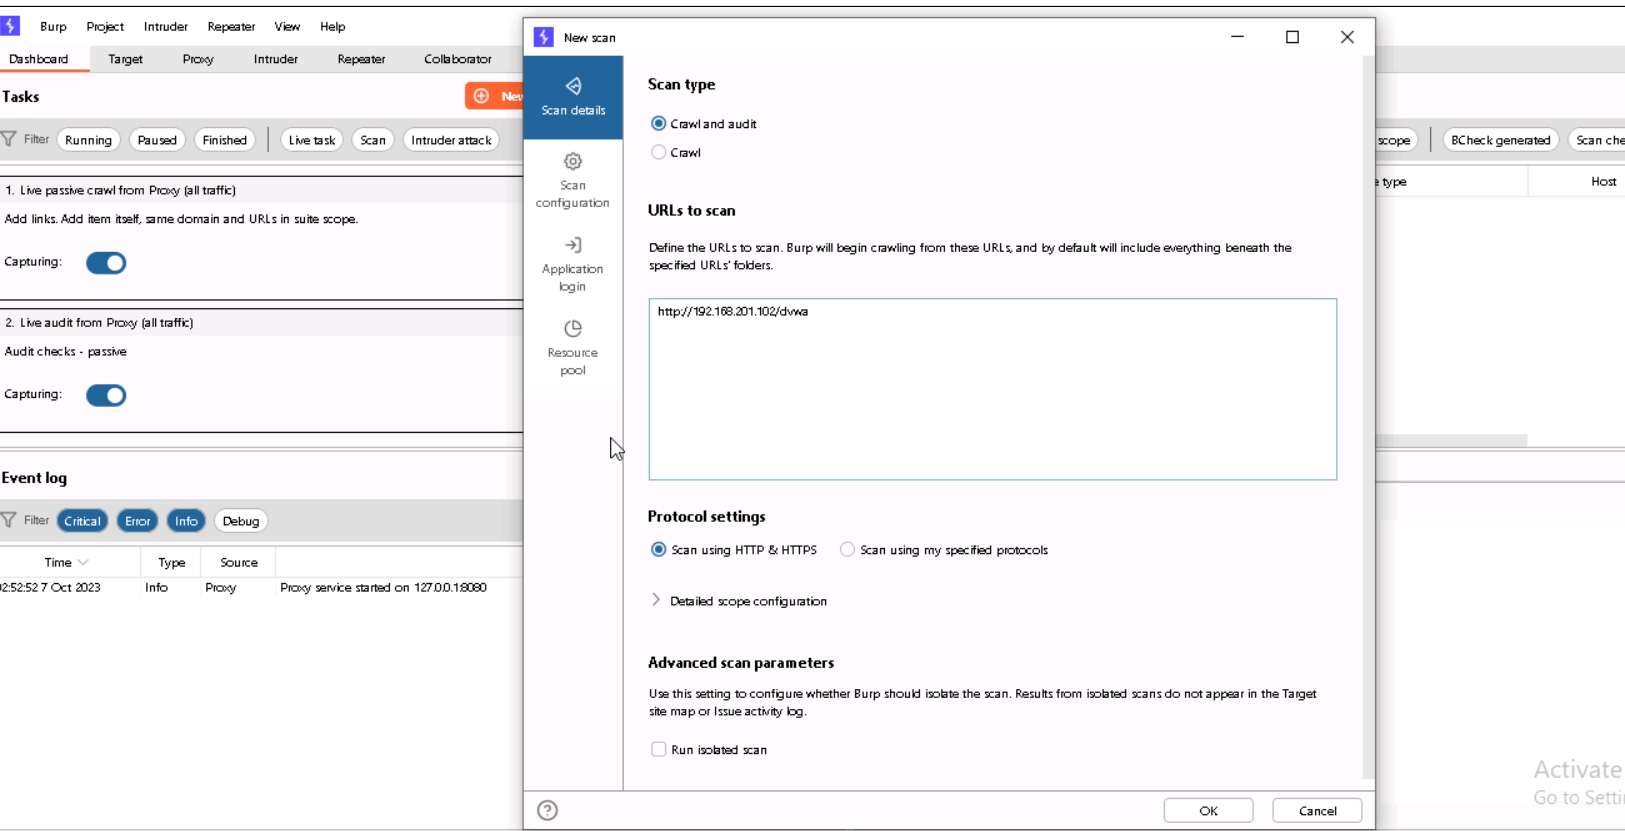 Burp Project Intruder Repeater View Help
Dashboard Target Proxy Intruder Repeater Collaborator
Tasks
New
Filter Running Paused Finished Live task Scan Intruder attack
1. Live passive crawl from Proxy (all traffic)
Add links. Add item itself, same domain and URLs in suite scope.
Capturing:
2. Live audit from Proxy (all traffic)
Audit checks - passive
Capturing:
Event log
Filter Critical Error Info Debug
Time Type Source
02:52:52 7 Oct 2023 Info Proxy Proxy service started on 127.0.0.1:8080
New scan
Scan details
Scan
configuration
Application
login
Resource
pool
Scan type
Crawl and audit
Crawl
URLs to scan
Define the URLs to scan. Burp will begin crawling from these URLs, and by default will include everything beneath the
specified URLs' folders.
http://192.168.201.102/dvwa
Protocol settings
Scan using HTTP & HTTPS Scan using my specified protocols
Detailed scope configuration
Advanced scan parameters
Use this setting to configure whether Burp should isolate the scan. Results from isolated scans do not appear in the Target
site map or Issue activity log.
Run isolated scan
OK Cancel
scope BCheck generated Scan che
e type Host
Activate
Go to Setti